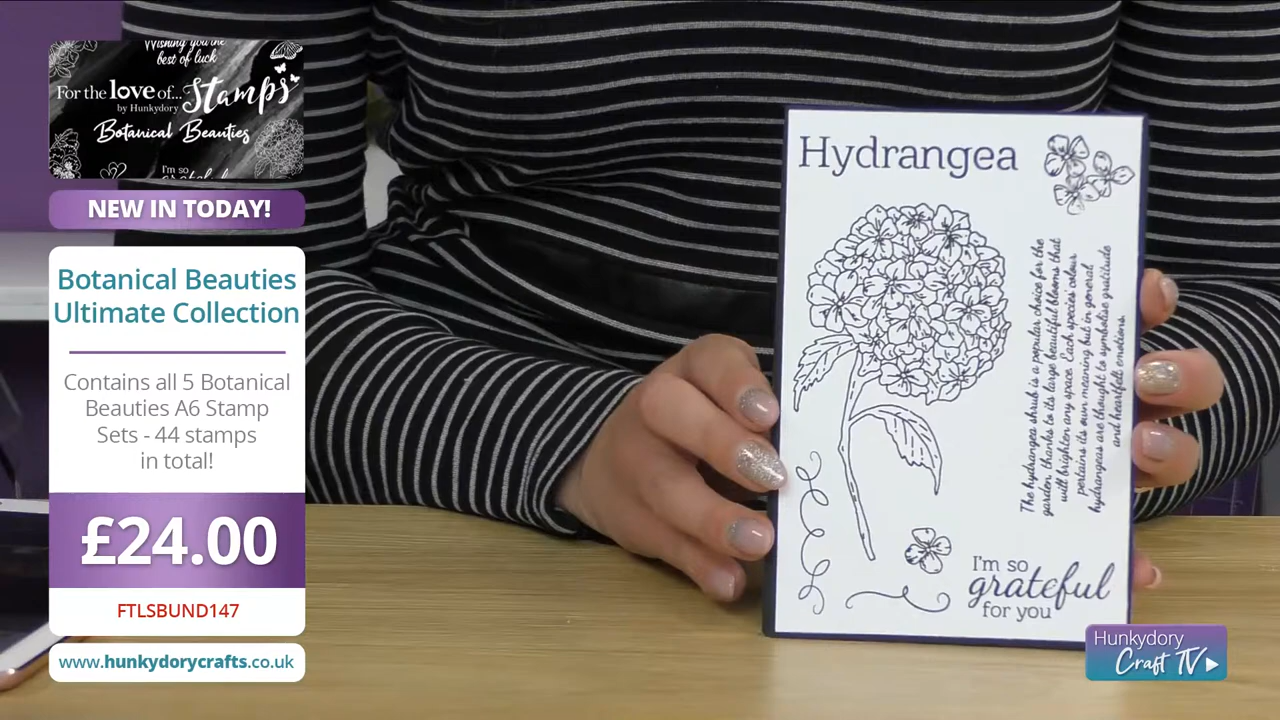 Wishing you the
best of luck
For the love of... Stamps
by Hunkydory
Botanical Beauties
I'm so
grateful
NEW IN TODAY!
Botanical Beauties
Ultimate Collection
Contains all 5 Botanical
Beauties A6 Stamp
Sets - 44 stamps
in total!
£24.00
FTLSBUND147
www.hunkydorycrafts.co.uk
Hydrangea
The hydrangea shrub is a popular choice for the
garden thanks to its large beautiful blooms that
will brighten any space. Each species' colour
pertains its own meaning but in general
hydrangeas are thought to symbolise gratitude
and heartfelt emotions.
I'm so
grateful
for you
Hunkydory
Craft TV